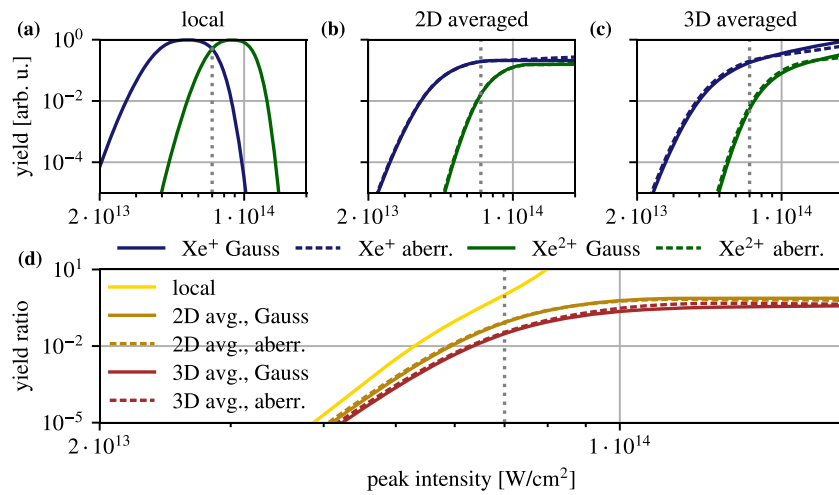 (a) local (b) 2D averaged (c) 3D averaged
yield [arb. u.]
10^0
10^−2
10^−4
2 · 10^13 1 · 10^14 2 · 10^13 1 · 10^14 2 · 10^13 1 · 10^14
Xe^+ Gauss Xe^+ aberr. Xe^2+ Gauss Xe^2+ aberr.
(d)
yield ratio
10^1
10^−2
10^−5
local
2D avg., Gauss
2D avg., aberr.
3D avg., Gauss
3D avg., aberr.
2 · 10^13 1 · 10^14
peak intensity [W/cm^2]